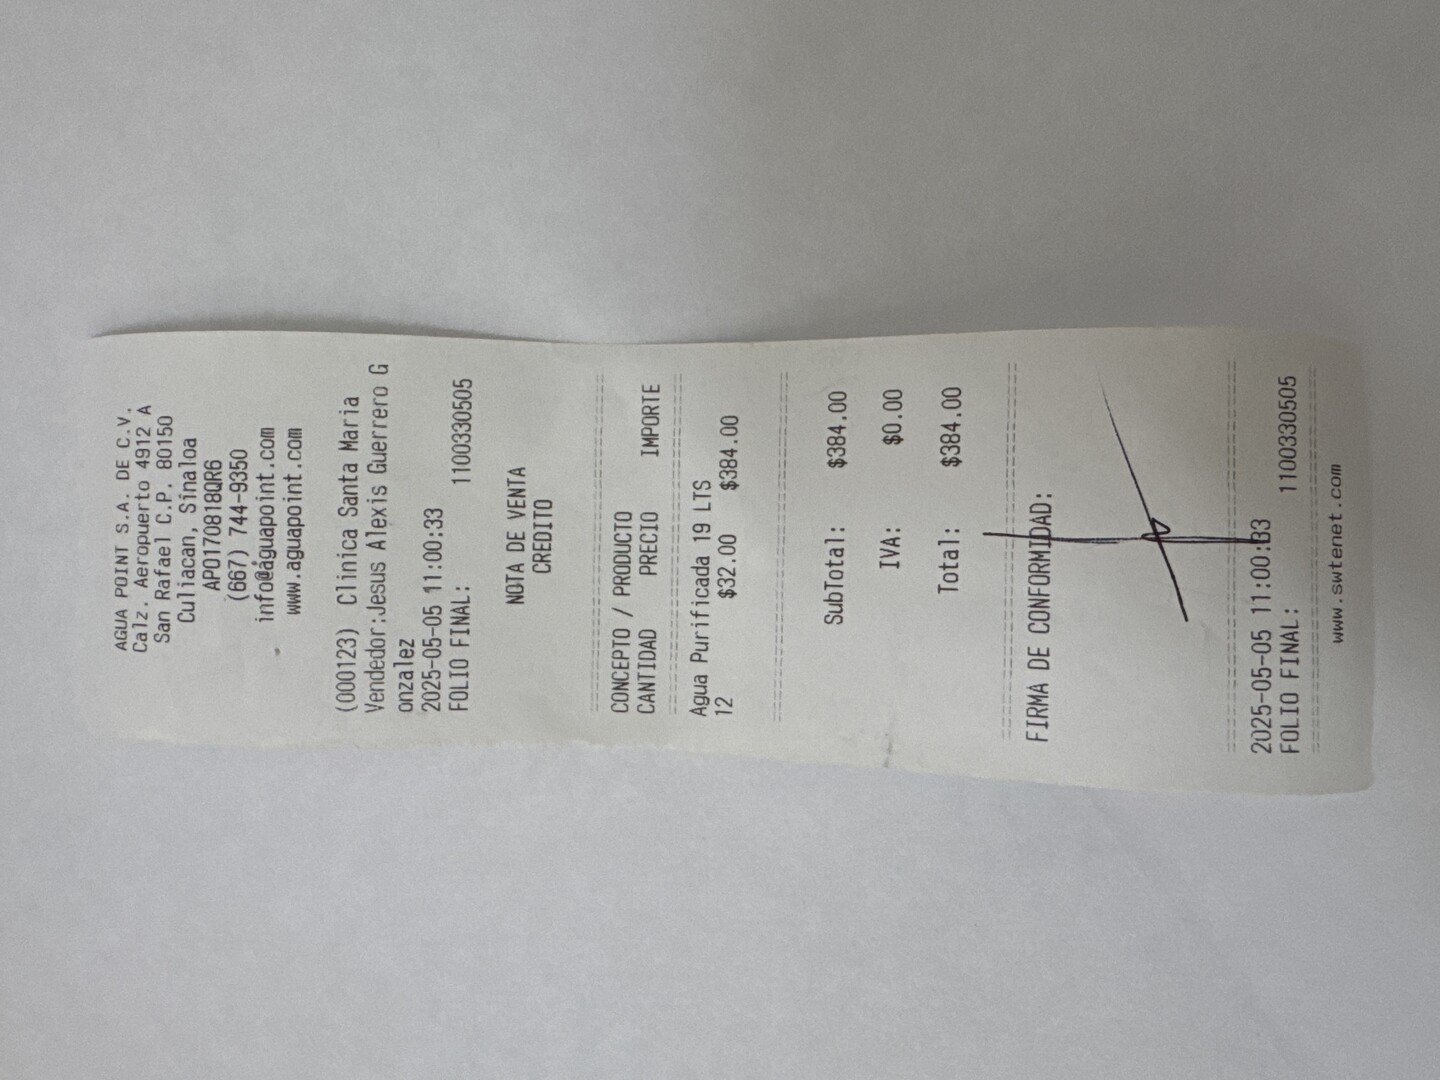 AGUA POINT S.A. DE C.V.
Calz. Aeropuerto 4912 A
San Rafael C.P. 80150
Culiacan, Sinaloa
APO170818QR6
(667) 744-9350
info@aguapoint.com
www.aguapoint.com
(000123) Clinica Santa Maria
Vendedor:Jesus Alexis Guerrero G
onzalez
2025-05-05 11:00:33
FOLIO FINAL: 1100330505
NOTA DE VENTA
CREDITO
================================
CONCEPTO / PRODUCTO
CANTIDAD PRECIO IMPORTE
================================
Agua Purificada 19 LTS
12 $32.00 $384.00
================================
SubTotal: $384.00
IVA: $0.00
Total: $384.00
================================
FIRMA DE CONFORMIDAD:
================================
2025-05-05 11:00:33
FOLIO FINAL: 1100330505
================================
www.swtenet.com